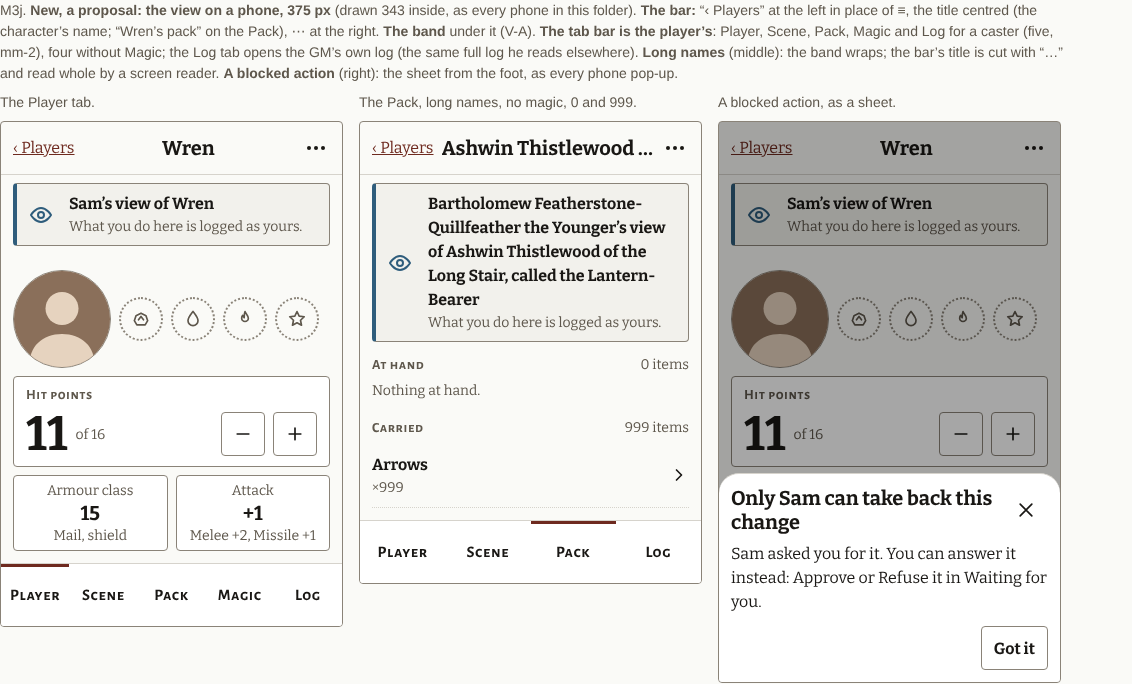 M3j. New, a proposal: the view on a phone, 375 px (drawn 343 inside, as every phone in this folder). The bar: “‹ Players” at the left in place of ≡, the title centred (the
character’s name; “Wren’s pack” on the Pack), ⋯ at the right. The band under it (V-A). The tab bar is the player’s: Player, Scene, Pack, Magic and Log for a caster (five,
mm-2), four without Magic; the Log tab opens the GM’s own log (the same full log he reads elsewhere). Long names (middle): the band wraps; the bar’s title is cut with “…”
and read whole by a screen reader. A blocked action (right): the sheet from the foot, as every phone pop-up.
The Player tab.
‹ Players
Wren
Sam’s view of Wren
What you do here is logged as yours.
Hit points
11 of 16
− +
Armour class
15
Mail, shield
Attack
+1
Melee +2, Missile +1
Player Scene Pack Magic Log
The Pack, long names, no magic, 0 and 999.
‹ Players
Ashwin Thistlewood …
Bartholomew Featherstone-
Quillfeather the Younger’s view
of Ashwin Thistlewood of the
Long Stair, called the Lantern-
Bearer
What you do here is logged as yours.
At hand
0 items
Nothing at hand.
Carried
999 items
Arrows
×999
Player Scene Pack Log
A blocked action, as a sheet.
‹ Players
Wren
Sam’s view of Wren
What you do here is logged as yours.
Hit points
11 of 16
− +
Only Sam can take back this
change
Sam asked you for it. You can answer it
instead: Approve or Refuse it in Waiting for
you.
Got it